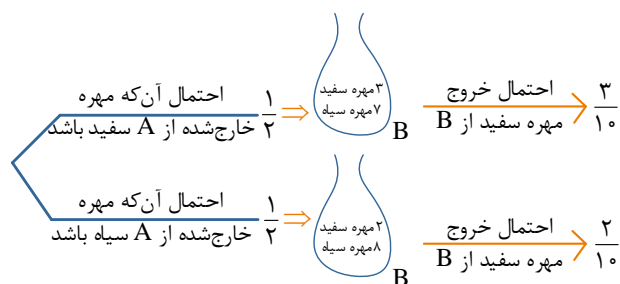 احتمال آن‌که مهره
خارج‌شده از A سفید باشد
۱
۲
۳مهره سفید
۷مهره سیاه
B
احتمال خروج
مهره سفید از B
۳
۱۰
احتمال آن‌که مهره
خارج‌شده از A سیاه باشد
۱
۲
۲مهره سفید
۸مهره سیاه
B
احتمال خروج
مهره سفید از B
۲
۱۰